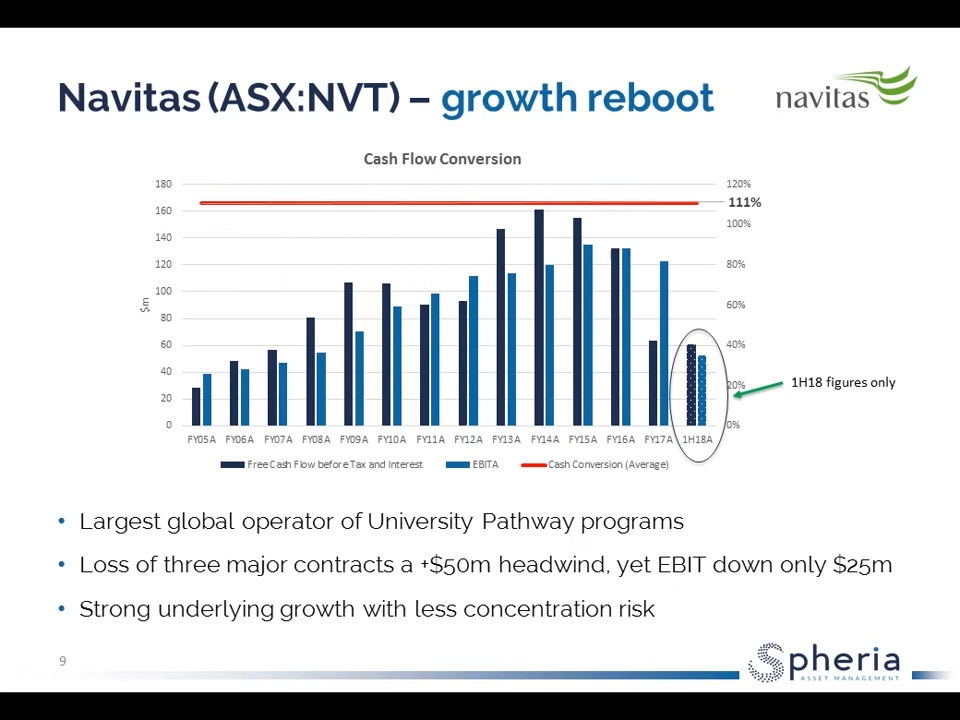 Navitas (ASX:NVT) – growth reboot
navitas
Cash Flow Conversion
180
160
140
120
100
80
60
40
20
0
$m
120%
111%
100%
80%
60%
40%
20%
0%
1H18 figures only
FY05A FY06A FY07A FY08A FY09A FY10A FY11A FY12A FY13A FY14A FY15A FY16A FY17A 1H18A
Free Cash Flow before Tax and Interest EBITA Cash Conversion (Average)
• Largest global operator of University Pathway programs
• Loss of three major contracts a +$50m headwind, yet EBIT down only $25m
• Strong underlying growth with less concentration risk
9
Spheria
ASSET MANAGEMENT